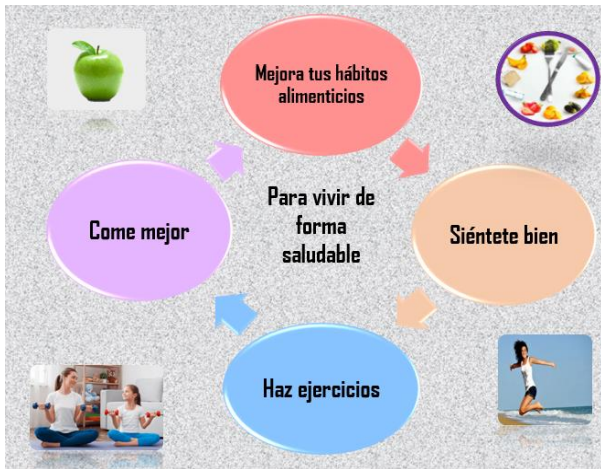 Mejora tus hábitos
alimenticios
Para vivir de
forma
saludable
Come mejor
Siéntete bien
Haz ejercicios